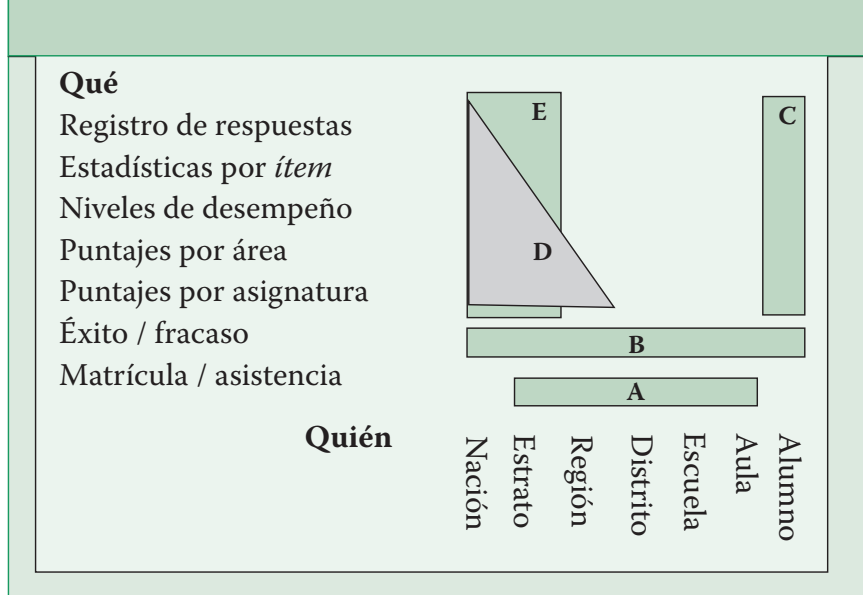 Qué
Registro de respuestas
Estadísticas por ítem
Niveles de desempeño
Puntajes por área
Puntajes por asignatura
Éxito / fracaso
Matrícula / asistencia
E
C
D
B
A
Quién
Nación
Estrato
Región
Distrito
Escuela
Aula
Alumno